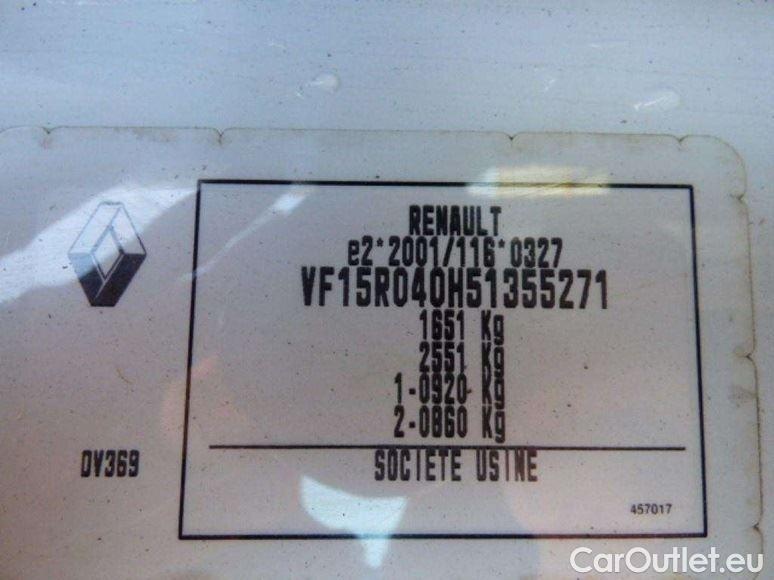 RENAULT
e2*2001/116*0327
VF15R040H51355271
1651 Kg
2551 Kg
1-0920 Kg
2-0860 Kg
DV369
SOCIETE USINE
457017
CarOutlet.eu